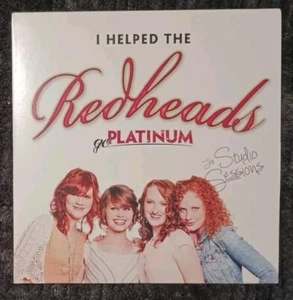 I HELPED THE
Redheads
go PLATINUM
The Studio
Sessions